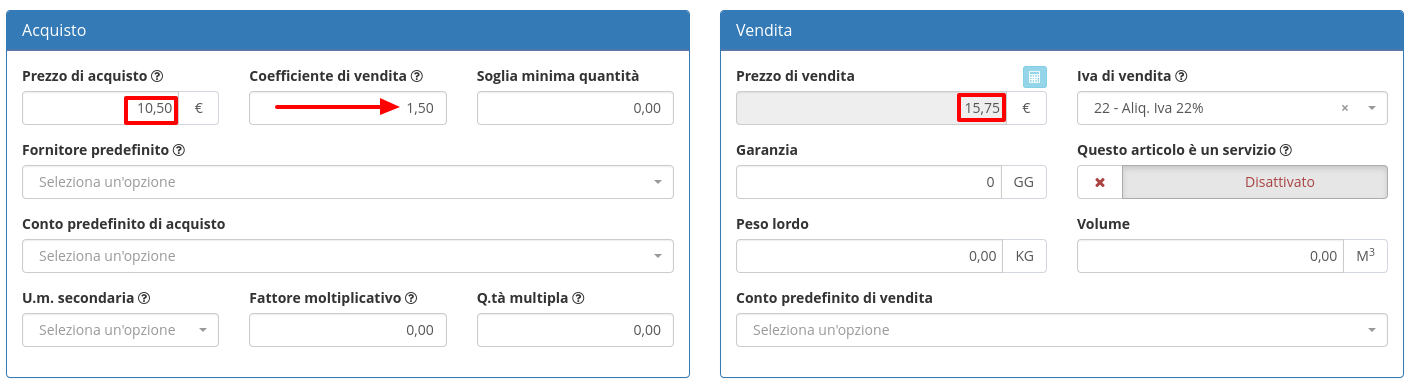 Acquisto
Prezzo di acquisto Coefficiente di vendita Soglia minima quantità
10,50 € 1,50 0,00
Fornitore predefinito
Seleziona un'opzione
Conto predefinito di acquisto
Seleziona un'opzione
U.m. secondaria Fattore moltiplicativo Q.tà multipla
Seleziona un'opzione 0,00 0,00
Vendita
Prezzo di vendita Iva di vendita
15,75 € 22 - Aliq. Iva 22% ×
Garanzia Questo articolo è un servizio
0 GG Disattivato
Peso lordo Volume
0,00 KG 0,00 M³
Conto predefinito di vendita
Seleziona un'opzione